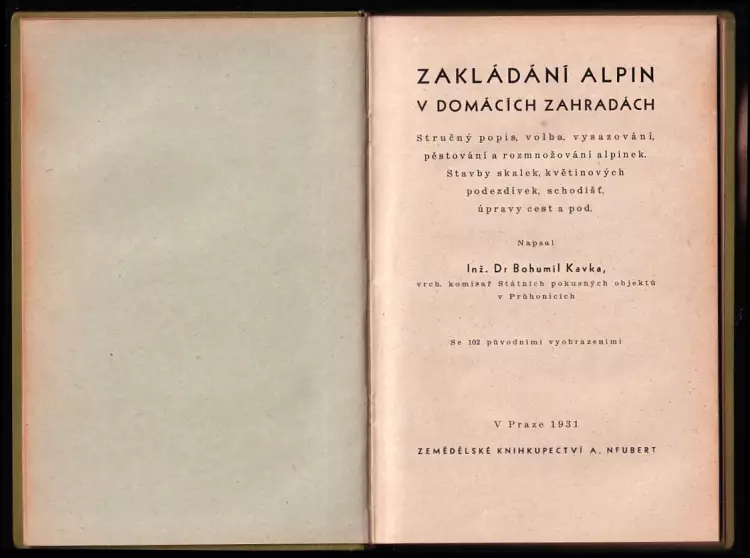 ZAKLÁDÁNÍ ALPIN
V DOMÁCÍCH ZAHRADÁCH
Stručný popis, volba, vysazování,
pěstování a rozmnožování alpinek.
Stavby skalek, květinových
podezdívek, schodišť,
úpravy cest a pod.
Napsal
Inž. Dr Bohumil Kavka,
vrch. komisař Státních pokusných objektů
v Průhonicích
Se 102 původními vyobrazeními
V Praze 1931
ZEMĚDĚLSKÉ KNIHKUPECTVÍ A. NEUBERT